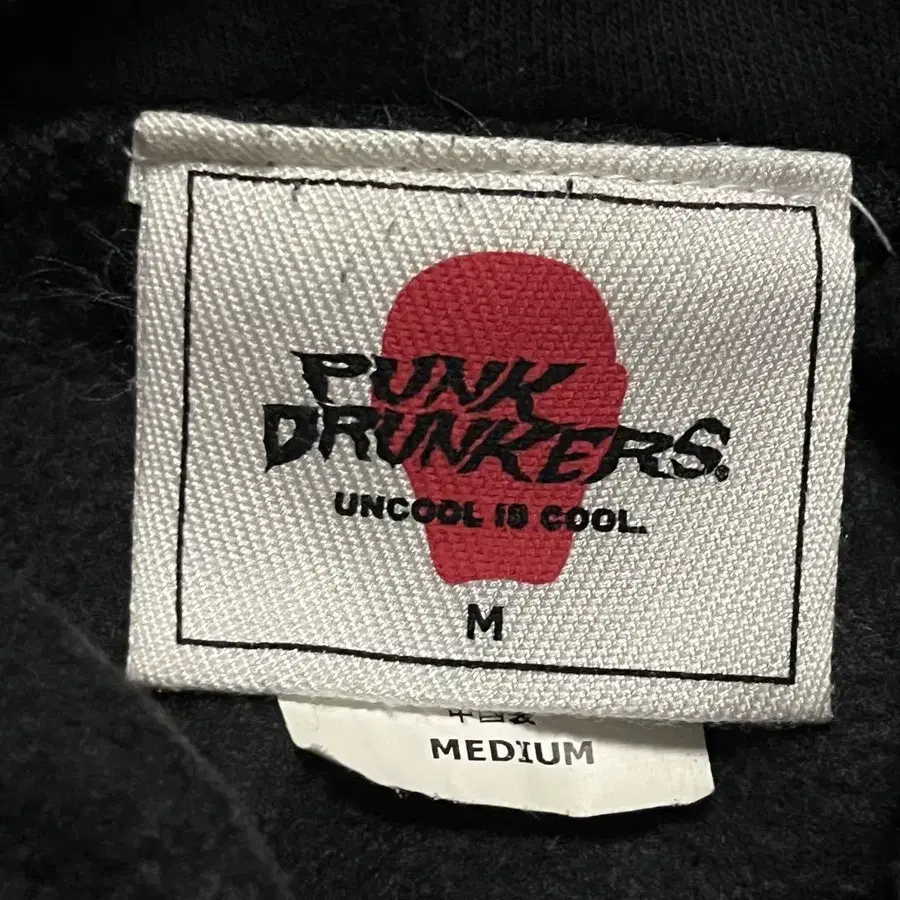 PUNK
DRUNKERS.
UNCOOL IS COOL.
M
MEDIUM